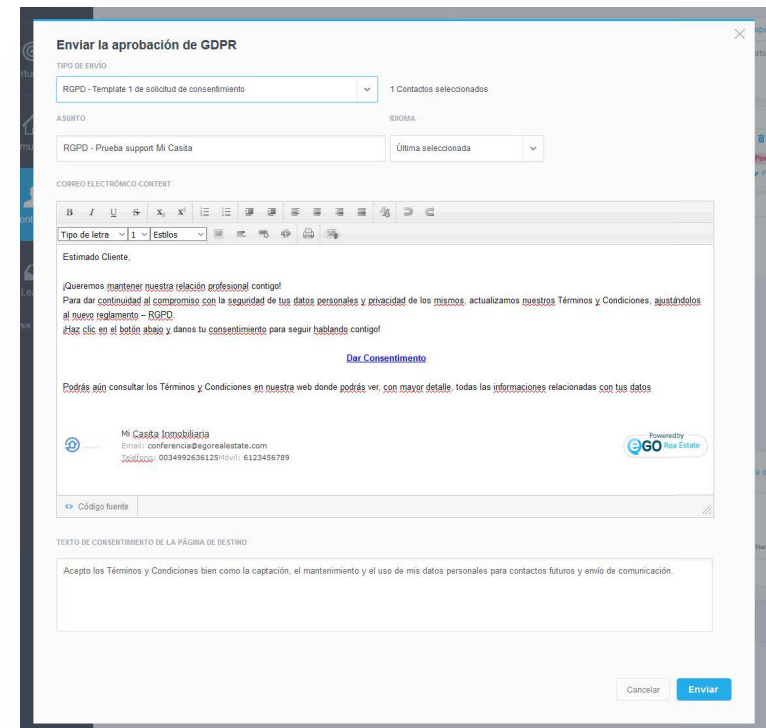 Enviar la aprobación de GDPR
TIPO DE ENVÍO
RGPD - Template 1 de solicitud de consentimiento
1 Contactos seleccionados
ASUNTO
IDIOMA
RGPD - Prueba support Mi Casita
Última seleccionada
CORREO ELECTRÓNICO CONTENT
B I U S X₂ X²
Tipo de letra 1 Estilos
Estimado Cliente,
¡Queremos mantener nuestra relación profesional contigo!
Para dar continuidad al compromiso con la seguridad de tus datos personales y privacidad de los mismos, actualizamos nuestros Términos y Condiciones, ajustándolos
al nuevo reglamento – RGPD.
¡Haz clic en el botón abajo y danos tu consentimiento para seguir hablando contigo!
Dar Consentimento
Podrás aún consultar los Términos y Condiciones en nuestra web donde podrás ver, con mayor detalle, todas las informaciones relacionadas con tus datos
Mi Casita Inmobiliaria
Email: conferencia@egorealestate.com
Teléfono: 0034992636125Móvil: 6123456789
Powered by
eGO Real Estate
Código fuente
TEXTO DE CONSENTIMIENTO DE LA PÁGINA DE DESTINO
Acepto los Términos y Condiciones bien como la captación, el mantenimiento y el uso de mis datos personales para contactos futuros y envío de comunicación.
Cancelar
Enviar